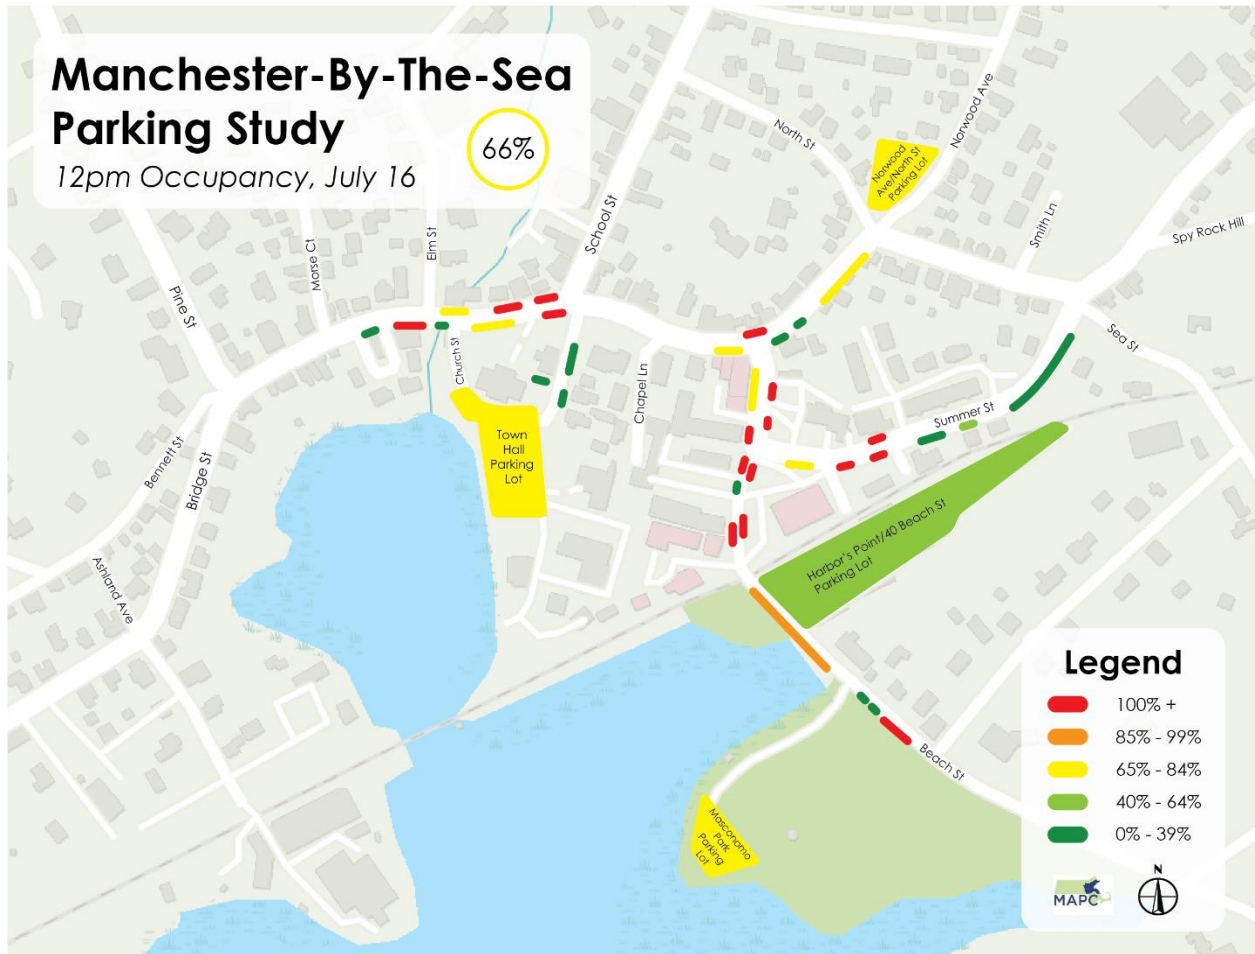 Manchester-By-The-Sea
Parking Study
12pm Occupancy, July 16
66%
North St
Norwood Ave
Norwood
Ave/North St
Parking Lot
School St
Smith Ln
Spy Rock Hill
Elm St
Morse Ct
Pine St
Sea St
Church St
Chapel Ln
Summer St
Town
Hall
Parking
Lot
Bennett St
Bridge St
Harbor's Point/40 Beach St
Parking Lot
Ashland Ave
Beach St
Masconomo
Park
Parking
Lot
Legend
100% +
85% - 99%
65% - 84%
40% - 64%
0% - 39%
MAPC
N